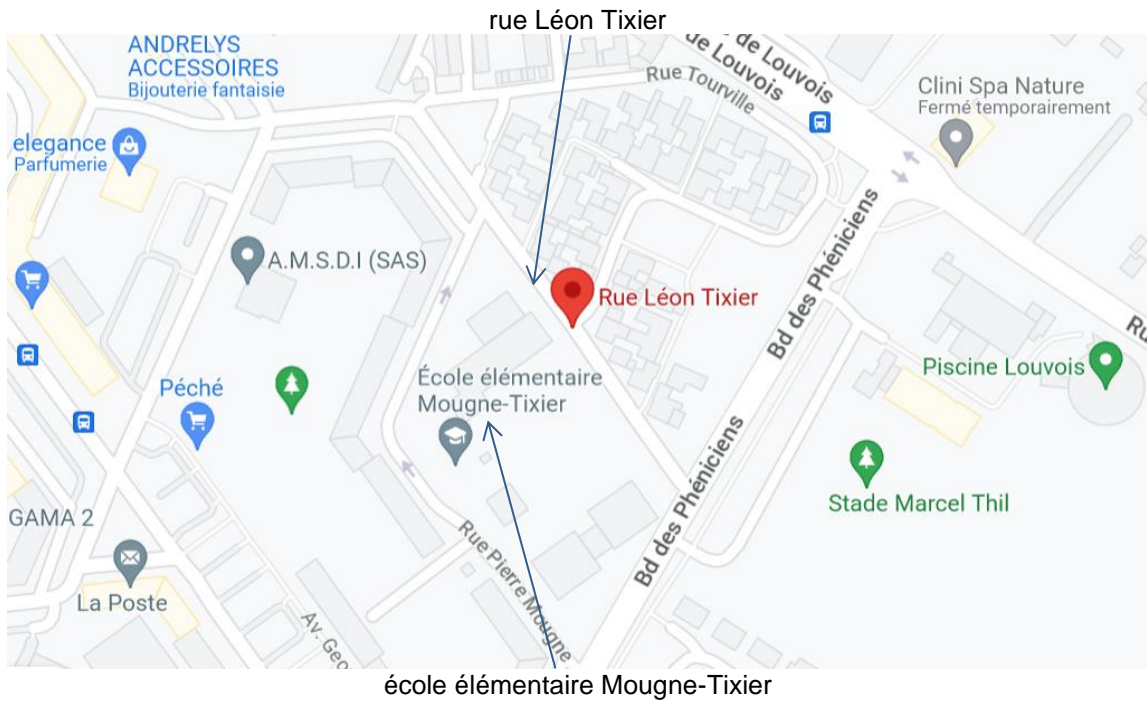 rue Léon Tixier
ANDRELYS
ACCESSOIRES
Bijouterie fantaisie
de Louvois
de Louvois
Rue Tourville
Clini Spa Nature
Fermé temporairement
elegance
Parfumerie
A.M.S.D.I (SAS)
Rue Léon Tixier
Bd des Phéniciens
Piscine Louvois
École élémentaire
Mougne-Tixier
Péché
Bd des Phéniciens
Stade Marcel Thil
GAMA 2
Rue Pierre Mougne
La Poste
Av. Geo
Ru
école élémentaire Mougne-Tixier